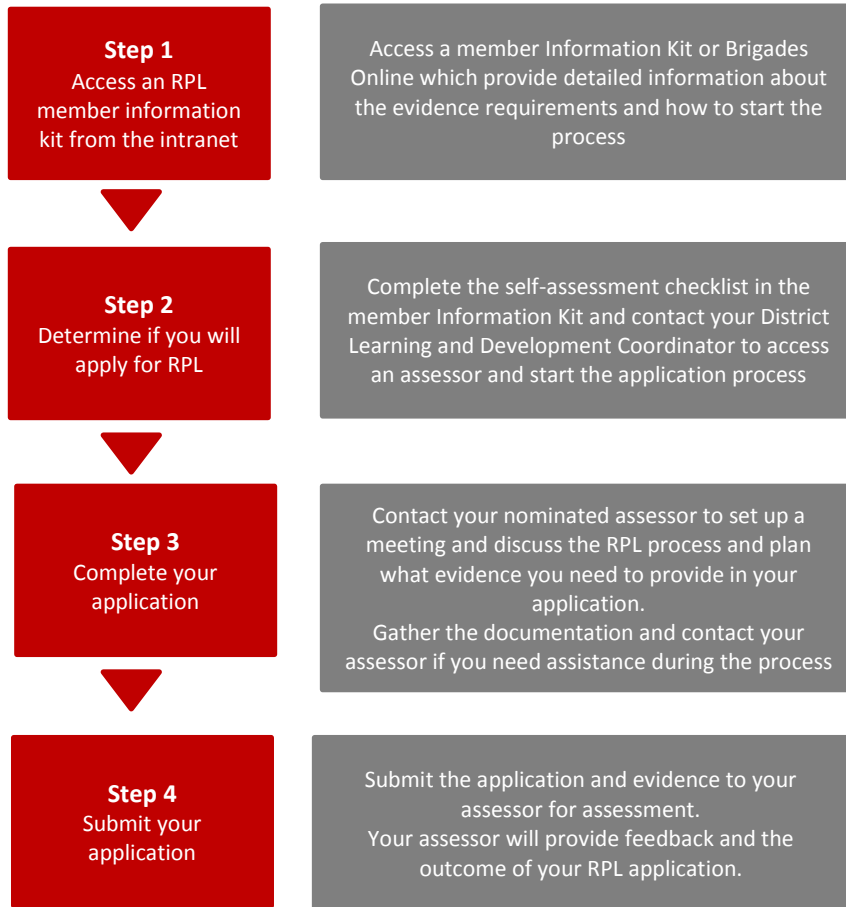 Step 1
Access an RPL
member information
kit from the intranet
Access a member Information Kit or Brigades
Online which provide detailed information about
the evidence requirements and how to start the
process
Step 2
Determine if you will
apply for RPL
Complete the self-assessment checklist in the
member Information Kit and contact your District
Learning and Development Coordinator to access
an assessor and start the application process
Step 3
Complete your
application
Contact your nominated assessor to set up a
meeting and discuss the RPL process and plan
what evidence you need to provide in your
application.
Gather the documentation and contact your
assessor if you need assistance during the process
Step 4
Submit your
application
Submit the application and evidence to your
assessor for assessment.
Your assessor will provide feedback and the
outcome of your RPL application.